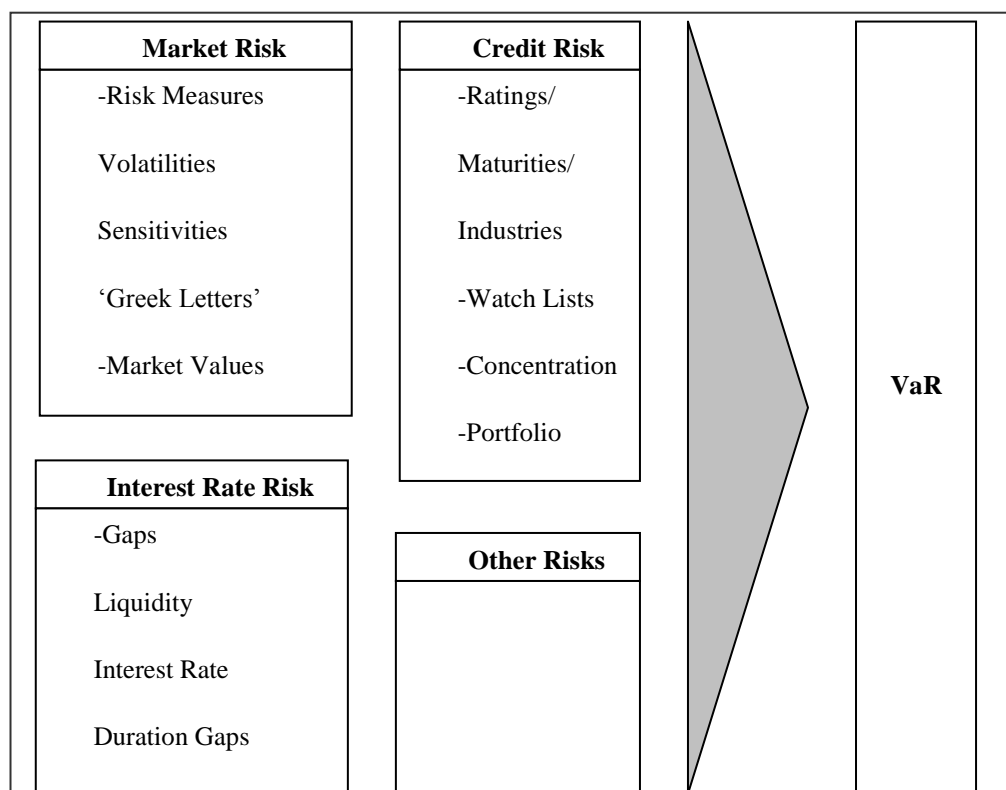 Market Risk
-Risk Measures
Volatilities
Sensitivities
‘Greek Letters’
-Market Values
Credit Risk
-Ratings/
Maturities/
Industries
-Watch Lists
-Concentration
-Portfolio
Interest Rate Risk
-Gaps
Liquidity
Interest Rate
Duration Gaps
Other Risks
VaR